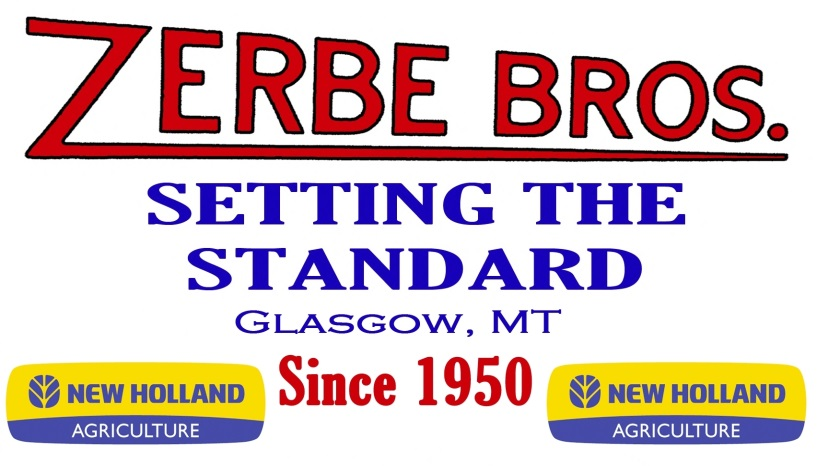 ZERBE BROS.
SETTING THE
STANDARD
GLASGOW, MT
Since 1950
NEW HOLLAND
AGRICULTURE
NEW HOLLAND
AGRICULTURE